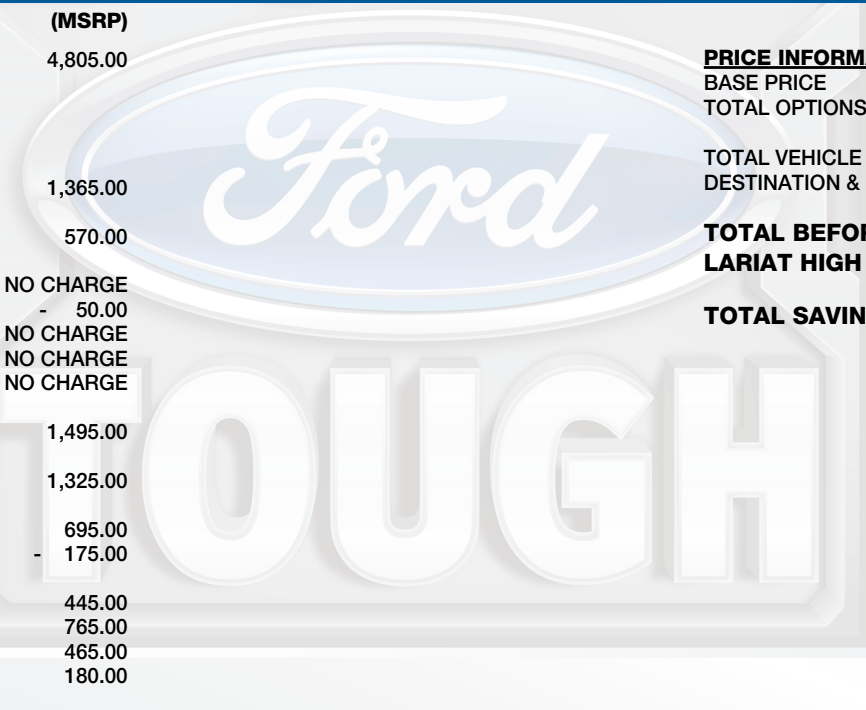 (MSRP)
4,805.00
1,365.00
570.00
NO CHARGE
- 50.00
NO CHARGE
NO CHARGE
NO CHARGE
1,495.00
1,325.00
695.00
- 175.00
445.00
765.00
465.00
180.00
PRICE INFORM
BASE PRICE
TOTAL OPTIONS
TOTAL VEHICLE
DESTINATION &
TOTAL BEFOR
LARIAT HIGH
TOTAL SAVIN
Ford
TOUGH